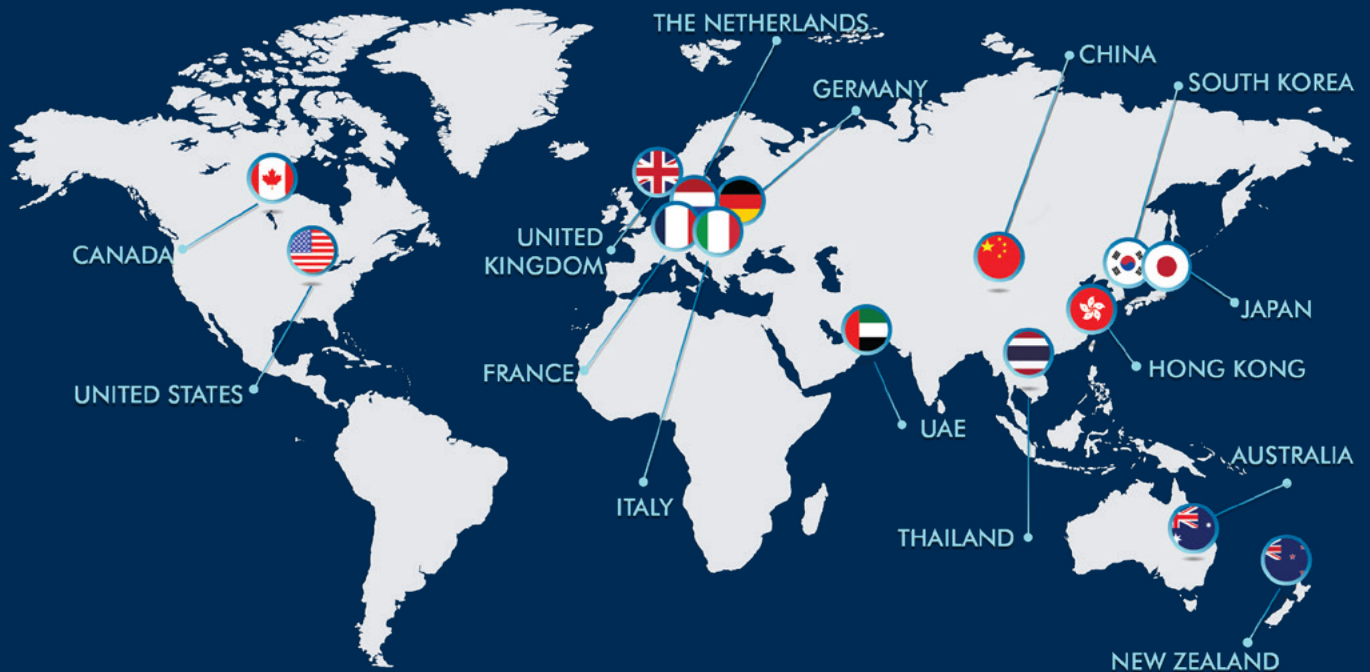 THE NETHERLANDS
CHINA
SOUTH KOREA
GERMANY
CANADA
UNITED
KINGDOM
JAPAN
FRANCE
HONG KONG
UNITED STATES
UAE
AUSTRALIA
ITALY
THAILAND
NEW ZEALAND